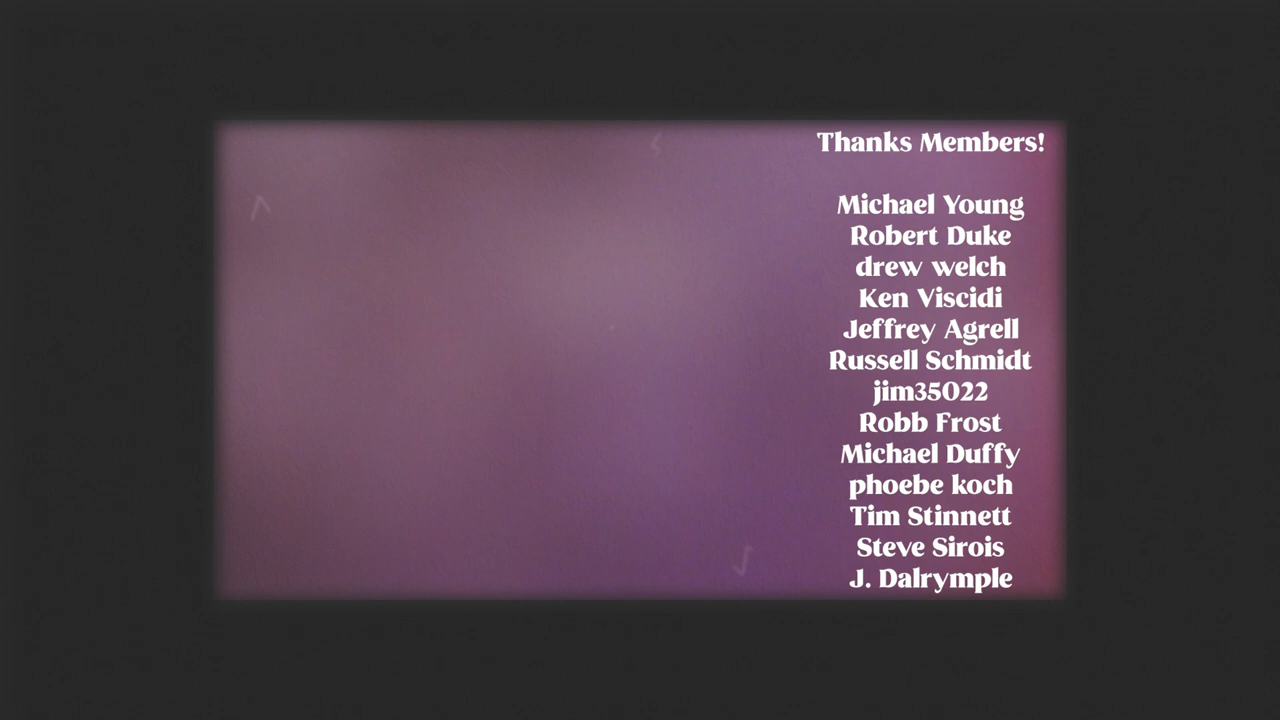 Thanks Members!
Michael Young
Robert Duke
drew welch
Ken Viscidi
Jeffrey Agrell
Russell Schmidt
jim35022
Robb Frost
Michael Duffy
phoebe koch
Tim Stinnett
Steve Sirois
J. Dalrymple